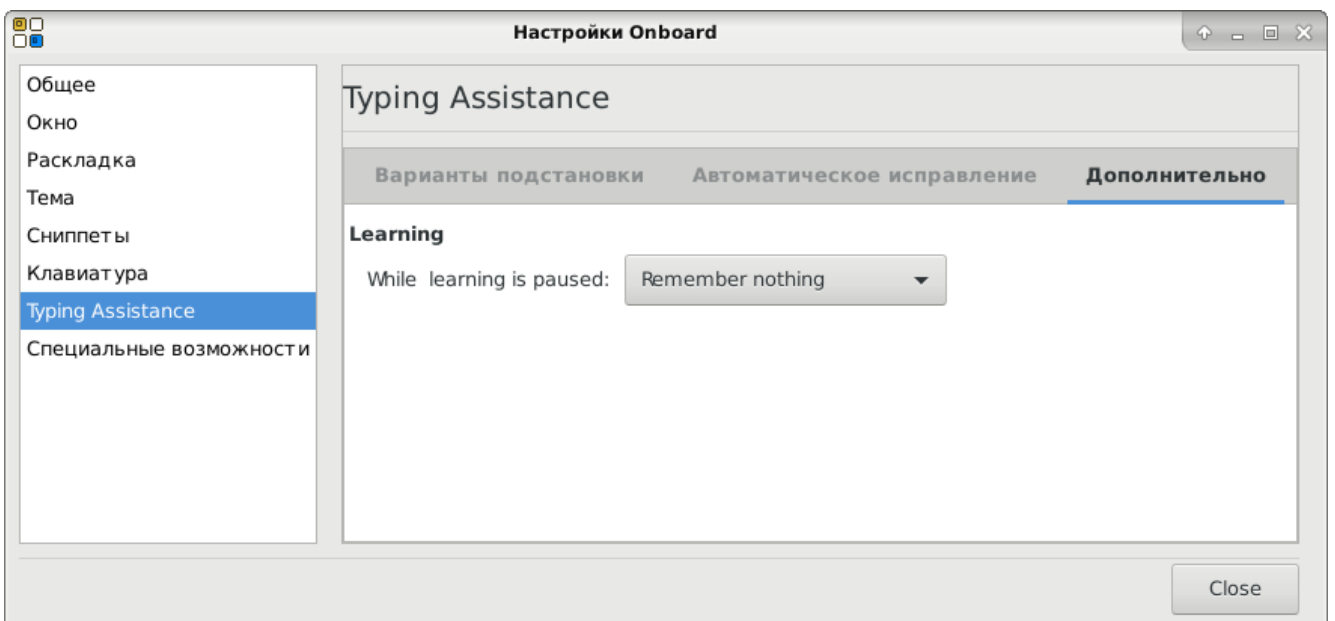 Настройки Onboard
Общее
Окно
Раскладка
Тема
Сниппеты
Клавиатура
Typing Assistance
Специальные возможности
Typing Assistance
Варианты подстановки Автоматическое исправление Дополнительно
Learning
While learning is paused: Remember nothing
Close